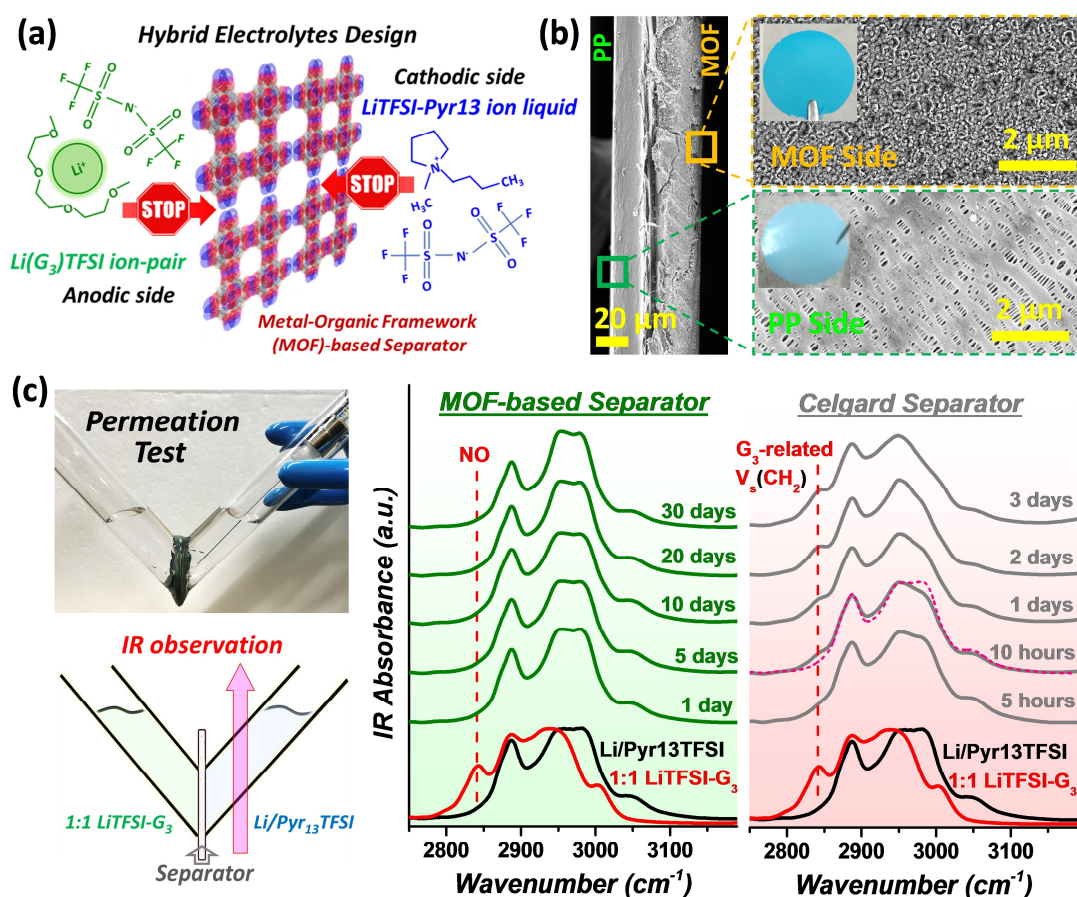 (a)
Hybrid Electrolytes Design
Cathodic side
LiTFSI-Pyr13 ion liquid
F
F
F
S
O
O
N⁻
O
S
O
F
F
F
O
O
O
O
Li⁺
STOP
STOP
N⁺
H₃C
CH₃
F
F
F
S
O
O
N⁻
S
O
O
F
F
F
Li(G₃)TFSI ion-pair
Anodic side
Metal-Organic Framework
(MOF)-based Separator
(b)
PP
MOF
20 μm
2 μm
MOF Side
2 μm
PP Side
(c)
Permeation
Test
IR observation
1:1 LiTFSI-G₃
Li/Pyr₁₃TFSI
Separator
IR Absorbance (a.u.)
MOF-based Separator
NO
30 days
20 days
10 days
5 days
1 day
Li/Pyr13TFSI
1:1 LiTFSI-G₃
2800 2900 3000 3100
Wavenumber (cm⁻¹)
Celgard Separator
G₃-related
Vₛ(CH₂)
3 days
2 days
1 days
10 hours
5 hours
Li/Pyr13TFSI
1:1 LiTFSI-G₃
2800 2900 3000 3100
Wavenumber (cm⁻¹)